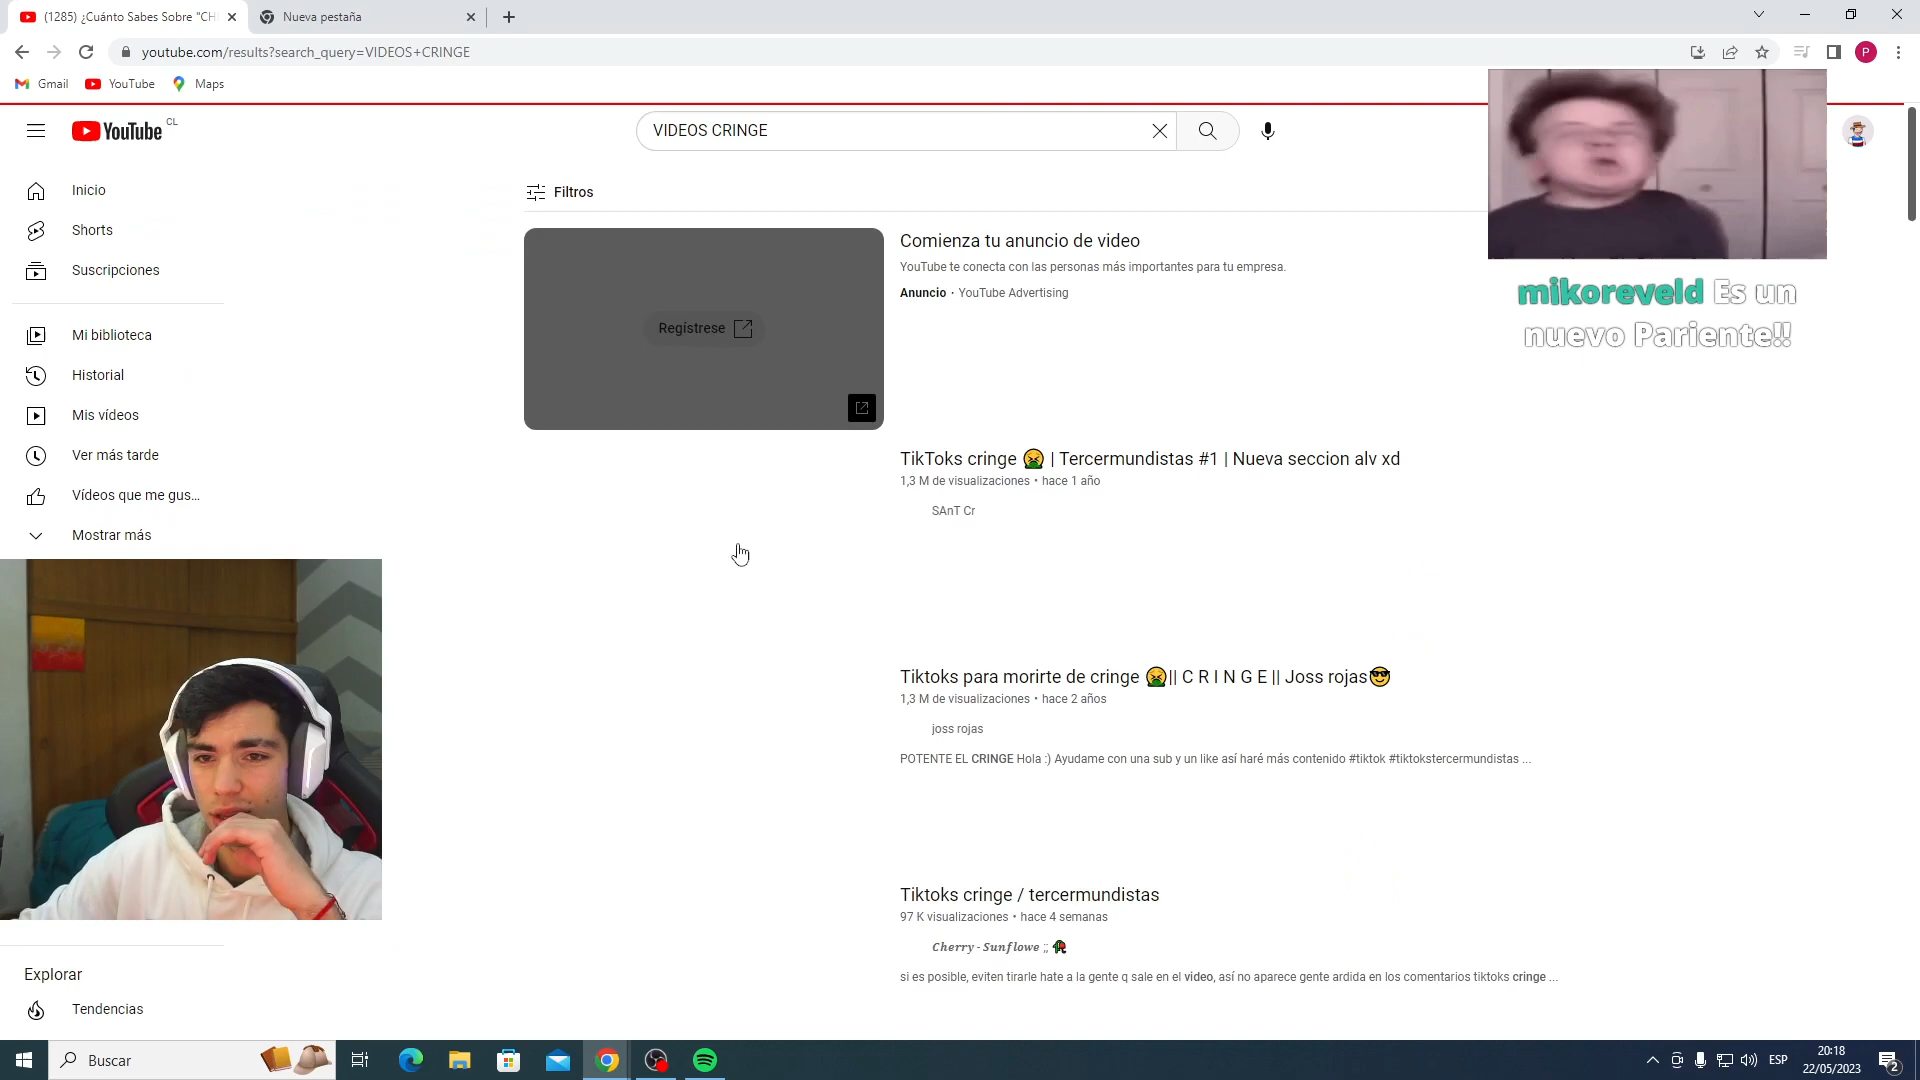 (1285) ¿Cuánto Sabes Sobre "CHI
Nueva pestaña
youtube.com/results?search_query=VIDEOS+CRINGE
P
Gmail
YouTube
Maps
YouTube CL
VIDEOS CRINGE
Inicio
Shorts
Suscripciones
Mi biblioteca
Historial
Mis vídeos
Ver más tarde
Vídeos que me gus...
Mostrar más
Explorar
Tendencias
Filtros
Regístrese
Comienza tu anuncio de video
YouTube te conecta con las personas más importantes para tu empresa.
Anuncio · YouTube Advertising
mikoreveld Es un
nuevo Pariente!!
TikToks cringe 🤮 | Tercermundistas #1 | Nueva seccion alv xd
1,3 M de visualizaciones • hace 1 año
SAnT Cr
Tiktoks para morirte de cringe 🤮|| C R I N G E || Joss rojas😎
1,3 M de visualizaciones • hace 2 años
joss rojas
POTENTE EL CRINGE Hola :) Ayudame con una sub y un like así haré más contenido #tiktok #tiktokstercermundistas ...
Tiktoks cringe / tercermundistas
97 K visualizaciones • hace 4 semanas
Cherry - Sunflowe ;; 🥀
si es posible, eviten tirarle hate a la gente q sale en el video, así no aparece gente ardida en los comentarios tiktoks cringe ...
Buscar
ESP
20:18
22/05/2023
2